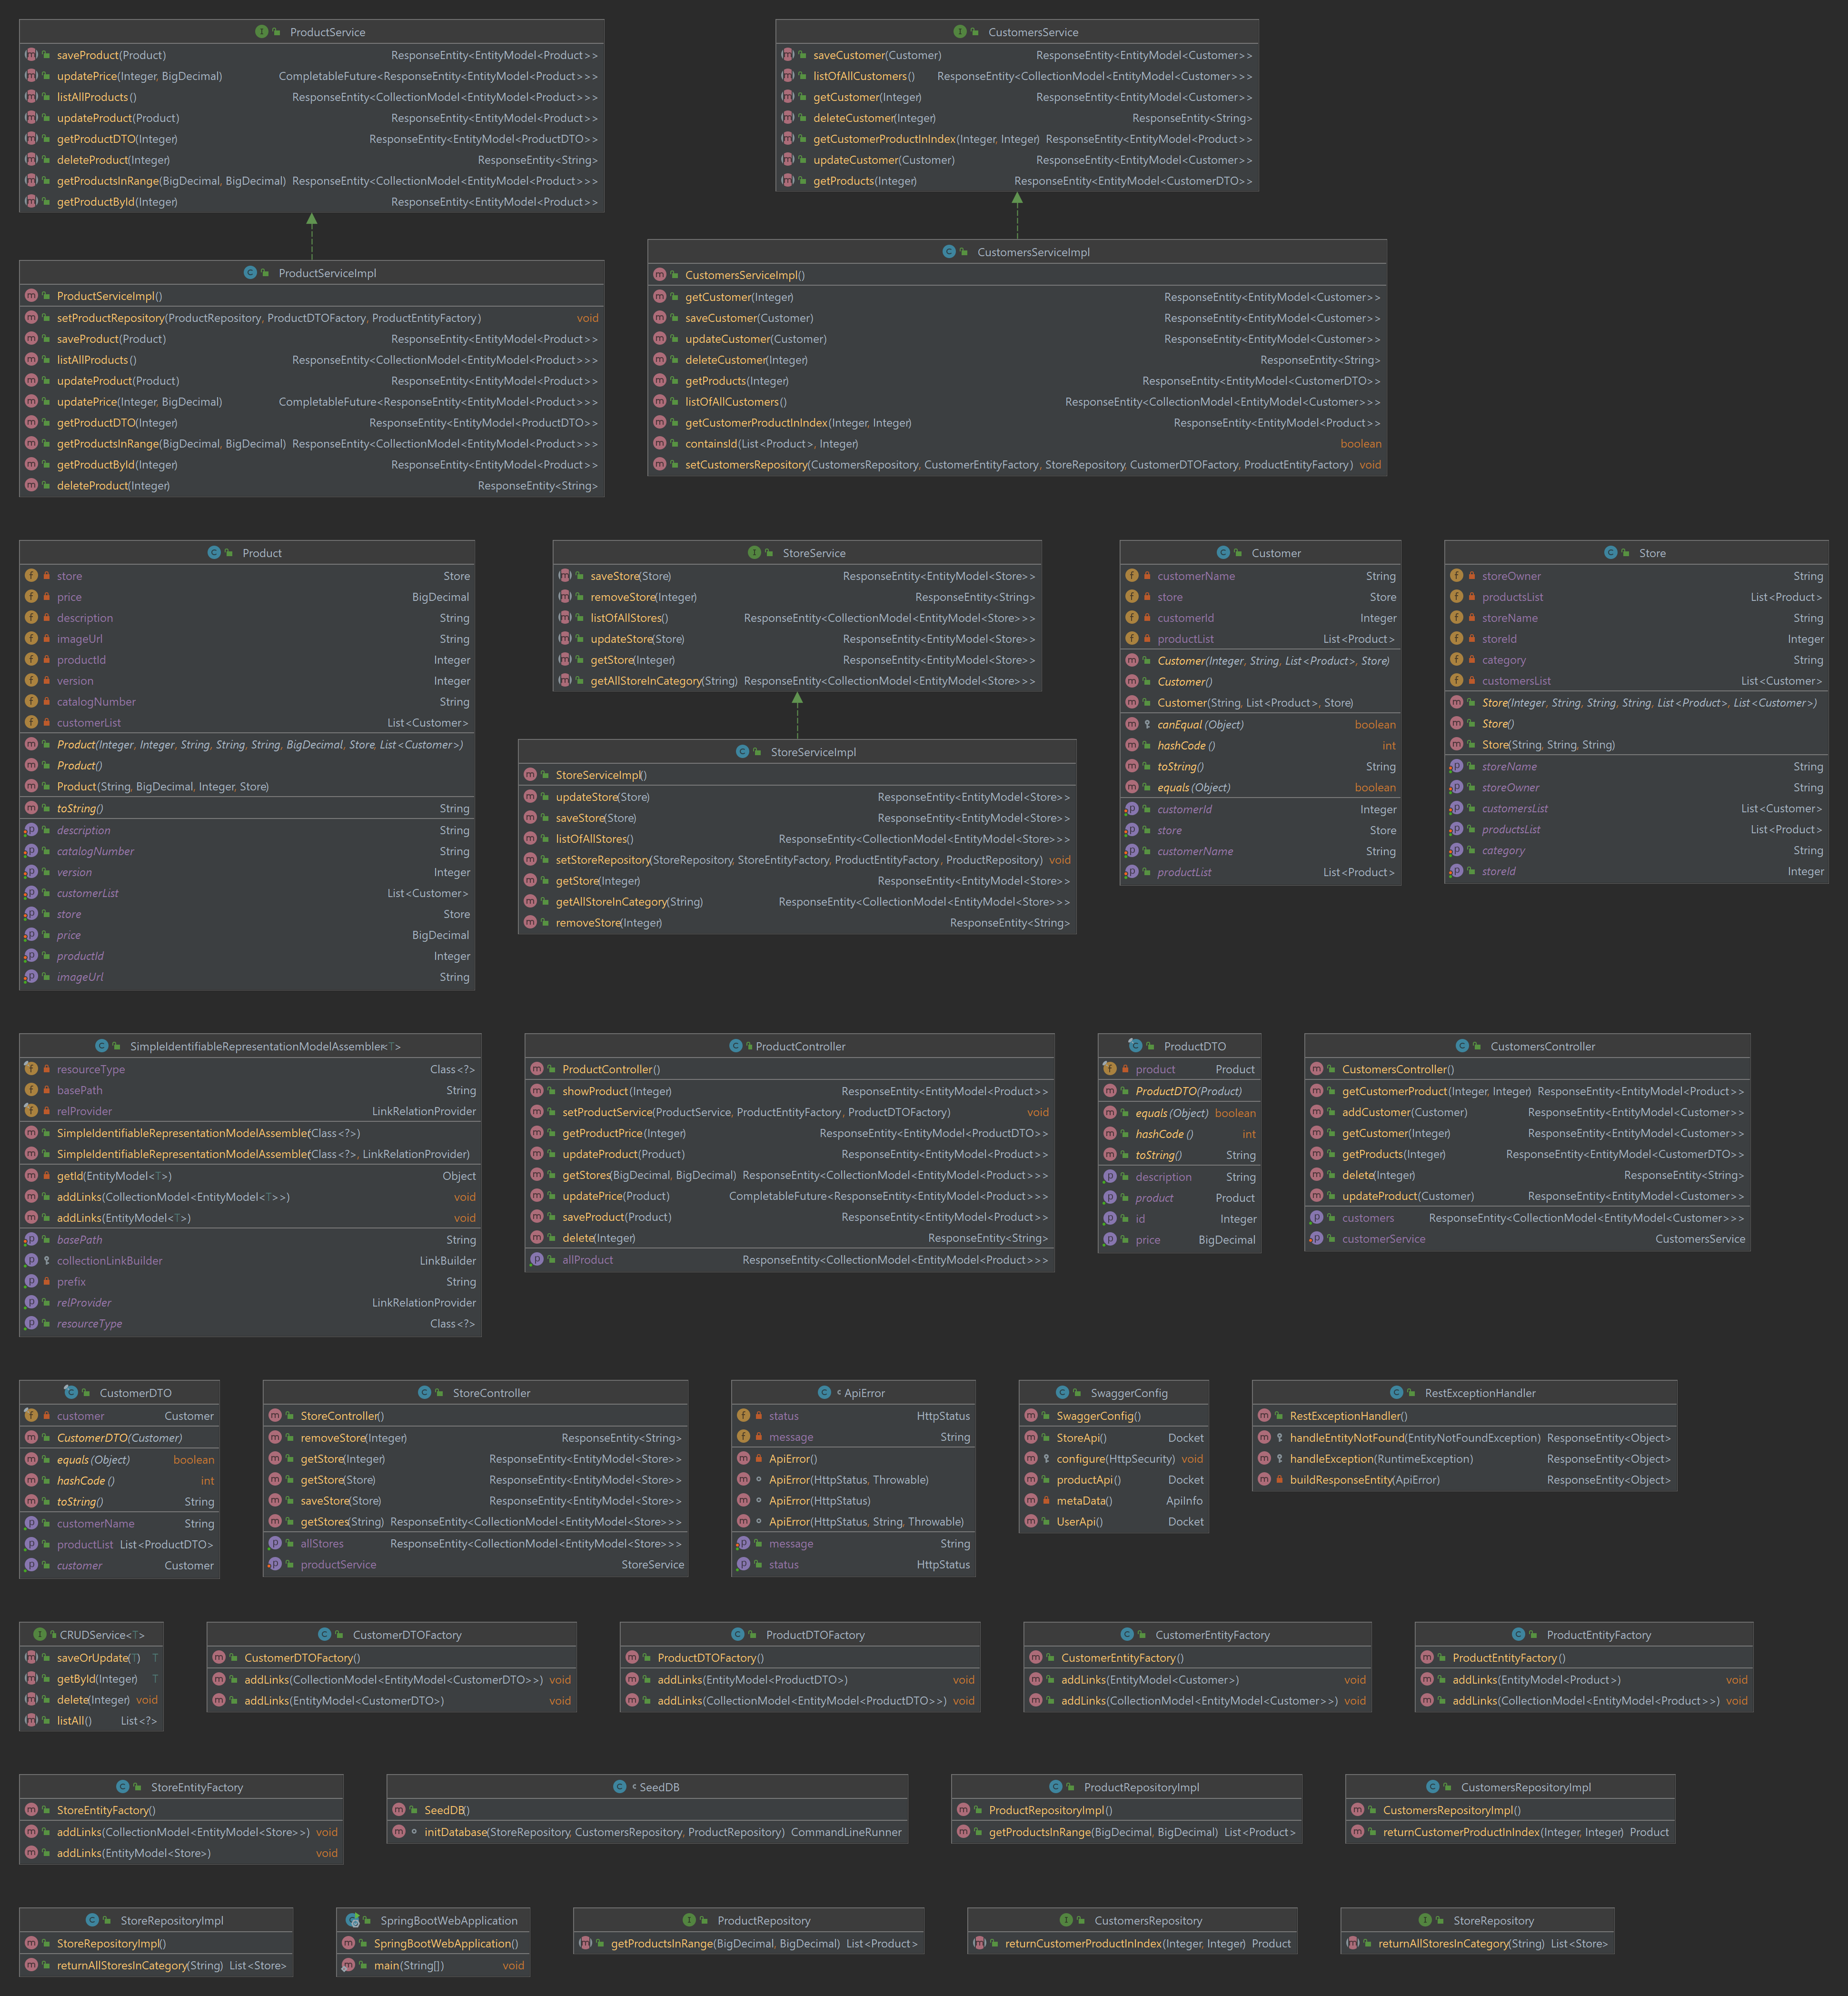 ProductService
saveProduct(Product) ResponseEntity<EntityModel<Product>>
updatePrice(Integer, BigDecimal) CompletableFuture<ResponseEntity<EntityModel<Product>>>
listAllProducts() ResponseEntity<CollectionModel<EntityModel<Product>>>
updateProduct(Product) ResponseEntity<EntityModel<Product>>
getProductDTO(Integer) ResponseEntity<EntityModel<ProductDTO>>
deleteProduct(Integer) ResponseEntity<String>
getProductsInRange(BigDecimal, BigDecimal) ResponseEntity<CollectionModel<EntityModel<Product>>>
getProductById(Integer) ResponseEntity<EntityModel<Product>>
CustomersService
saveCustomer(Customer) ResponseEntity<EntityModel<Customer>>
listOfAllCustomers() ResponseEntity<CollectionModel<EntityModel<Customer>>>
getCustomer(Integer) ResponseEntity<EntityModel<Customer>>
deleteCustomer(Integer) ResponseEntity<String>
getCustomerProductInIndex(Integer, Integer) ResponseEntity<EntityModel<Product>>
updateCustomer(Customer) ResponseEntity<EntityModel<Customer>>
getProducts(Integer) ResponseEntity<EntityModel<CustomerDTO>>
ProductServiceImpl
ProductServiceImpl()
setProductRepository(ProductRepository, ProductDTOFactory, ProductEntityFactory) void
saveProduct(Product) ResponseEntity<EntityModel<Product>>
listAllProducts() ResponseEntity<CollectionModel<EntityModel<Product>>>
updateProduct(Product) ResponseEntity<EntityModel<Product>>
updatePrice(Integer, BigDecimal) CompletableFuture<ResponseEntity<EntityModel<Product>>>
getProductDTO(Integer) ResponseEntity<EntityModel<ProductDTO>>
getProductsInRange(BigDecimal, BigDecimal) ResponseEntity<CollectionModel<EntityModel<Product>>>
getProductById(Integer) ResponseEntity<EntityModel<Product>>
deleteProduct(Integer) ResponseEntity<String>
CustomersServiceImpl
CustomersServiceImpl()
getCustomer(Integer) ResponseEntity<EntityModel<Customer>>
saveCustomer(Customer) ResponseEntity<EntityModel<Customer>>
updateCustomer(Customer) ResponseEntity<EntityModel<Customer>>
deleteCustomer(Integer) ResponseEntity<String>
getProducts(Integer) ResponseEntity<EntityModel<CustomerDTO>>
listOfAllCustomers() ResponseEntity<CollectionModel<EntityModel<Customer>>>
getCustomerProductInIndex(Integer, Integer) ResponseEntity<EntityModel<Product>>
containsId(List<Product>, Integer) boolean
setCustomersRepository(CustomersRepository, CustomerEntityFactory, StoreRepository, CustomerDTOFactory, ProductEntityFactory) void
Product
store Store
price BigDecimal
description String
imageUrl String
productId Integer
version Integer
catalogNumber String
customerList List<Customer>
Product(Integer, Integer, String, String, String, BigDecimal, Store, List<Customer>)
Product()
Product(String, BigDecimal, Integer, Store)
toString() String
description String
catalogNumber String
version Integer
customerList List<Customer>
store Store
price BigDecimal
productId Integer
imageUrl String
StoreService
saveStore(Store) ResponseEntity<EntityModel<Store>>
removeStore(Integer) ResponseEntity<String>
listOfAllStores() ResponseEntity<CollectionModel<EntityModel<Store>>>
updateStore(Store) ResponseEntity<EntityModel<Store>>
getStore(Integer) ResponseEntity<EntityModel<Store>>
getAllStoreInCategory(String) ResponseEntity<CollectionModel<EntityModel<Store>>>
StoreServiceImpl
StoreServiceImpl()
updateStore(Store) ResponseEntity<EntityModel<Store>>
saveStore(Store) ResponseEntity<EntityModel<Store>>
listOfAllStores() ResponseEntity<CollectionModel<EntityModel<Store>>>
setStoreRepository(StoreRepository, StoreEntityFactory, ProductEntityFactory, ProductRepository) void
getStore(Integer) ResponseEntity<EntityModel<Store>>
getAllStoreInCategory(String) ResponseEntity<CollectionModel<EntityModel<Store>>>
removeStore(Integer) ResponseEntity<String>
Customer
customerName String
store Store
customerId Integer
productList List<Product>
Customer(Integer, String, List<Product>, Store)
Customer()
Customer(String, List<Product>, Store)
canEqual(Object) boolean
hashCode() int
toString() String
equals(Object) boolean
customerId Integer
store Store
customerName String
productList List<Product>
Store
storeOwner String
productsList List<Product>
storeName String
storeId Integer
category String
customersList List<Customer>
Store(Integer, String, String, String, List<Product>, List<Customer>)
Store()
Store(String, String, String)
storeName String
storeOwner String
customersList List<Customer>
productsList List<Product>
category String
storeId Integer
SimpleIdentifiableRepresentationModelAssembler<T>
resourceType Class<?>
basePath String
relProvider LinkRelationProvider
SimpleIdentifiableRepresentationModelAssembler(Class<?>)
SimpleIdentifiableRepresentationModelAssembler(Class<?>, LinkRelationProvider)
getId(EntityModel<T>) Object
addLinks(CollectionModel<EntityModel<T>>) void
addLinks(EntityModel<T>) void
basePath String
collectionLinkBuilder LinkBuilder
prefix String
relProvider LinkRelationProvider
resourceType Class<?>
ProductController
ProductController()
showProduct(Integer) ResponseEntity<EntityModel<Product>>
setProductService(ProductService, ProductEntityFactory, ProductDTOFactory) void
getProductPrice(Integer) ResponseEntity<EntityModel<ProductDTO>>
updateProduct(Product) ResponseEntity<EntityModel<Product>>
getStores(BigDecimal, BigDecimal) ResponseEntity<CollectionModel<EntityModel<Product>>>
updatePrice(Product) CompletableFuture<ResponseEntity<EntityModel<Product>>>
saveProduct(Product) ResponseEntity<EntityModel<Product>>
delete(Integer) ResponseEntity<String>
allProduct ResponseEntity<CollectionModel<EntityModel<Product>>>
ProductDTO
product Product
ProductDTO(Product)
equals(Object) boolean
hashCode() int
toString() String
description String
product Product
id Integer
price BigDecimal
CustomersController
CustomersController()
getCustomerProduct(Integer, Integer) ResponseEntity<EntityModel<Product>>
addCustomer(Customer) ResponseEntity<EntityModel<Customer>>
getCustomer(Integer) ResponseEntity<EntityModel<Customer>>
getProducts(Integer) ResponseEntity<EntityModel<CustomerDTO>>
delete(Integer) ResponseEntity<String>
updateProduct(Customer) ResponseEntity<EntityModel<Customer>>
customers ResponseEntity<CollectionModel<EntityModel<Customer>>>
customerService CustomersService
CustomerDTO
customer Customer
CustomerDTO(Customer)
equals(Object) boolean
hashCode() int
toString() String
customerName String
productList List<ProductDTO>
customer Customer
StoreController
StoreController()
removeStore(Integer) ResponseEntity<String>
getStore(Integer) ResponseEntity<EntityModel<Store>>
getStore(Store) ResponseEntity<EntityModel<Store>>
saveStore(Store) ResponseEntity<EntityModel<Store>>
getStores(String) ResponseEntity<CollectionModel<EntityModel<Store>>>
allStores ResponseEntity<CollectionModel<EntityModel<Store>>>
productService StoreService
ApiError
status HttpStatus
message String
ApiError()
ApiError(HttpStatus, Throwable)
ApiError(HttpStatus)
ApiError(HttpStatus, String, Throwable)
message String
status HttpStatus
SwaggerConfig
SwaggerConfig()
StoreApi() Docket
configure(HttpSecurity) void
productApi() Docket
metaData() ApiInfo
UserApi() Docket
RestExceptionHandler
RestExceptionHandler()
handleEntityNotFound(EntityNotFoundException) ResponseEntity<Object>
handleException(RuntimeException) ResponseEntity<Object>
buildResponseEntity(ApiError) ResponseEntity<Object>
CRUDService<T>
saveOrUpdate(T) T
getById(Integer) T
delete(Integer) void
listAll() List<?>
CustomerDTOFactory
CustomerDTOFactory()
addLinks(CollectionModel<EntityModel<CustomerDTO>>) void
addLinks(EntityModel<CustomerDTO>) void
ProductDTOFactory
ProductDTOFactory()
addLinks(EntityModel<ProductDTO>) void
addLinks(CollectionModel<EntityModel<ProductDTO>>) void
CustomerEntityFactory
CustomerEntityFactory()
addLinks(EntityModel<Customer>) void
addLinks(CollectionModel<EntityModel<Customer>>) void
ProductEntityFactory
ProductEntityFactory()
addLinks(EntityModel<Product>) void
addLinks(CollectionModel<EntityModel<Product>>) void
StoreEntityFactory
StoreEntityFactory()
addLinks(CollectionModel<EntityModel<Store>>) void
addLinks(EntityModel<Store>) void
SeedDB
SeedDB()
initDatabase(StoreRepository, CustomersRepository, ProductRepository) CommandLineRunner
ProductRepositoryImpl
ProductRepositoryImpl()
getProductsInRange(BigDecimal, BigDecimal) List<Product>
CustomersRepositoryImpl
CustomersRepositoryImpl()
returnCustomerProductInIndex(Integer, Integer) Product
StoreRepositoryImpl
StoreRepositoryImpl()
returnAllStoresInCategory(String) List<Store>
SpringBootWebApplication
SpringBootWebApplication()
main(String[]) void
ProductRepository
getProductsInRange(BigDecimal, BigDecimal) List<Product>
CustomersRepository
returnCustomerProductInIndex(Integer, Integer) Product
StoreRepository
returnAllStoresInCategory(String) List<Store>